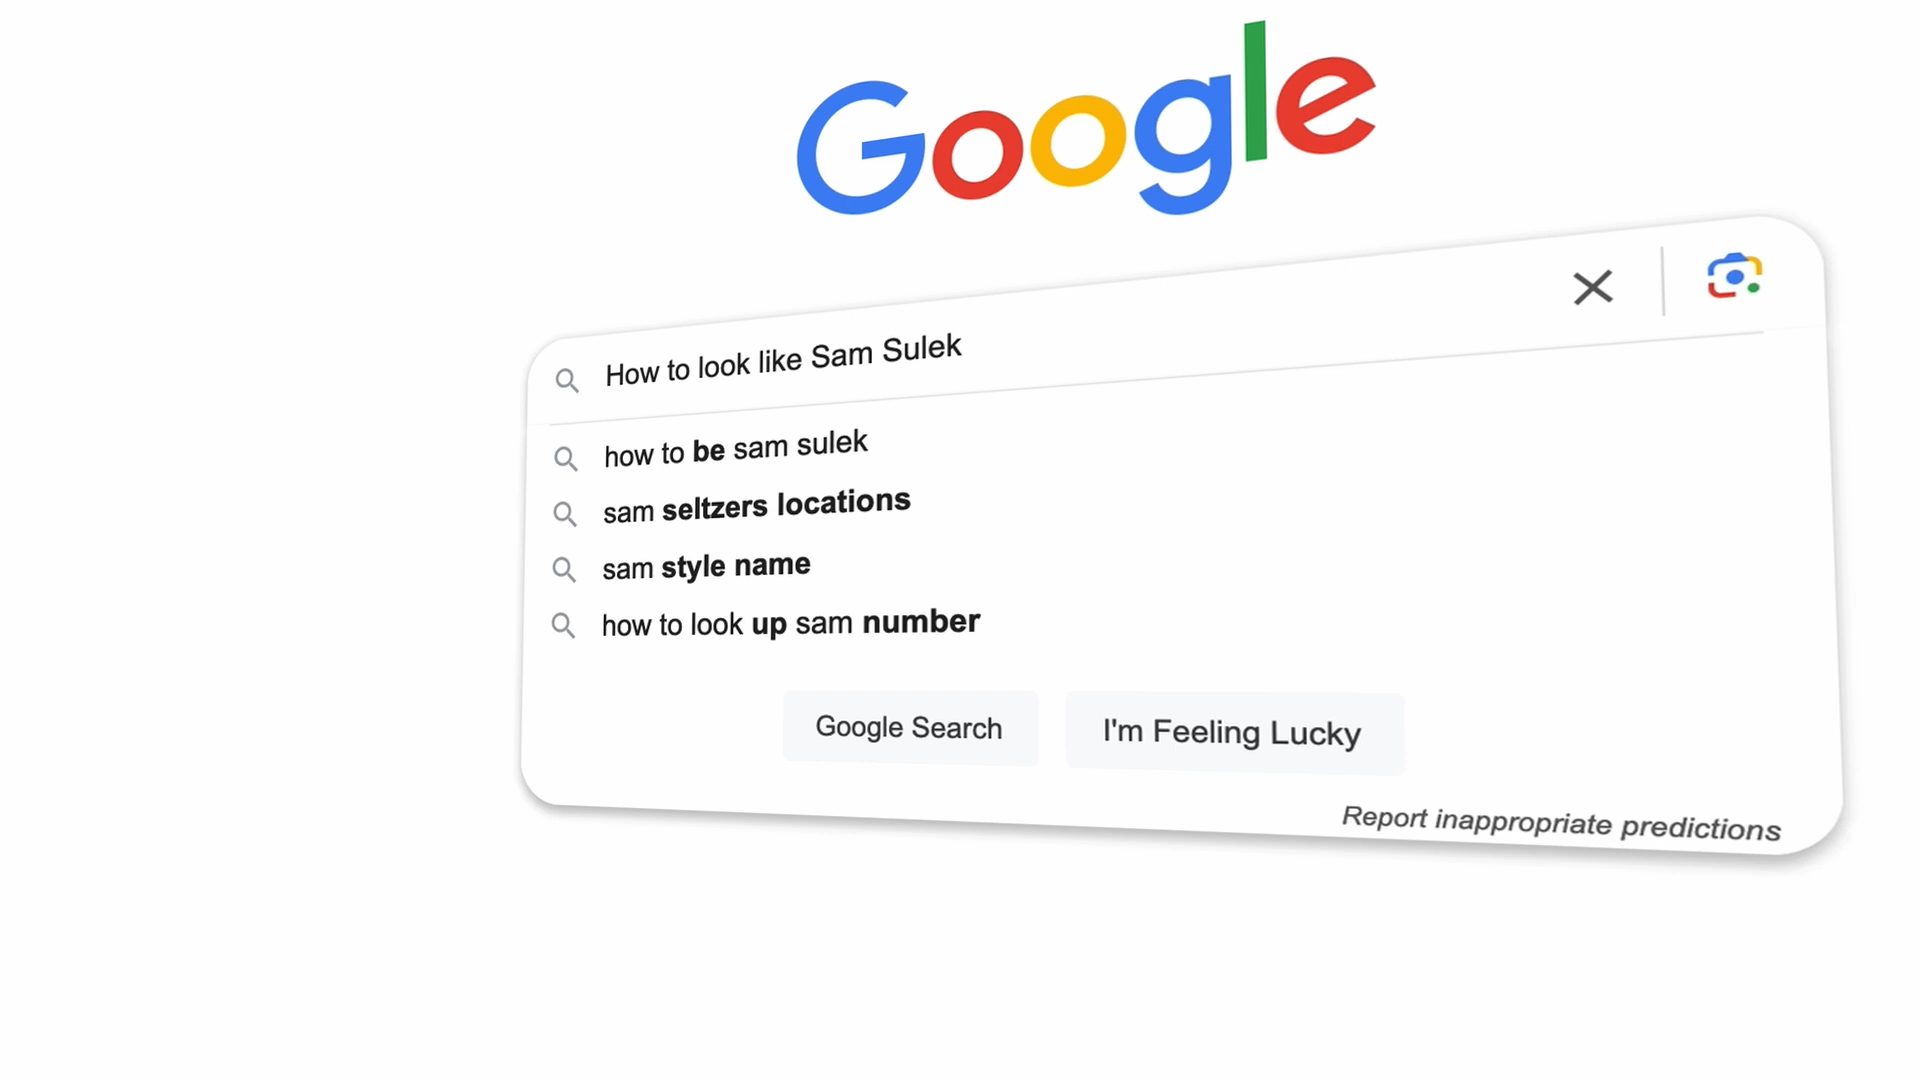 Google
How to look like Sam Sulek
how to be sam sulek
sam seltzers locations
sam style name
how to look up sam number
Google Search
I'm Feeling Lucky
Report inappropriate predictions